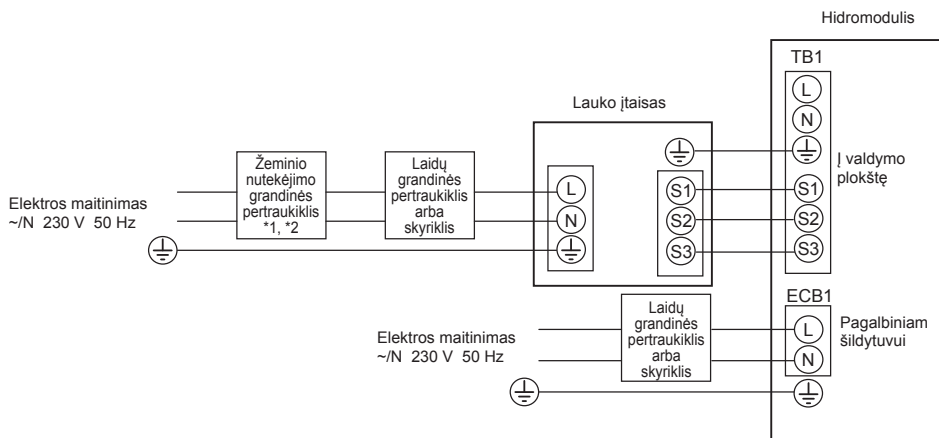 Hidromodulis
TB1
L
N
Į valdymo
plokštę
S1
S2
S3
Lauko įtaisas
L
N
S1
S2
S3
Žeminio
nutekėjimo
grandinės
pertraukiklis
*1, *2
Laidų
grandinės
pertraukiklis
arba
skyriklis
Elektros maitinimas
~/N 230 V 50 Hz
ECB1
L
N
Pagalbiniam
šildytuvui
Laidų
grandinės
pertraukiklis
arba
skyriklis
Elektros maitinimas
~/N 230 V 50 Hz